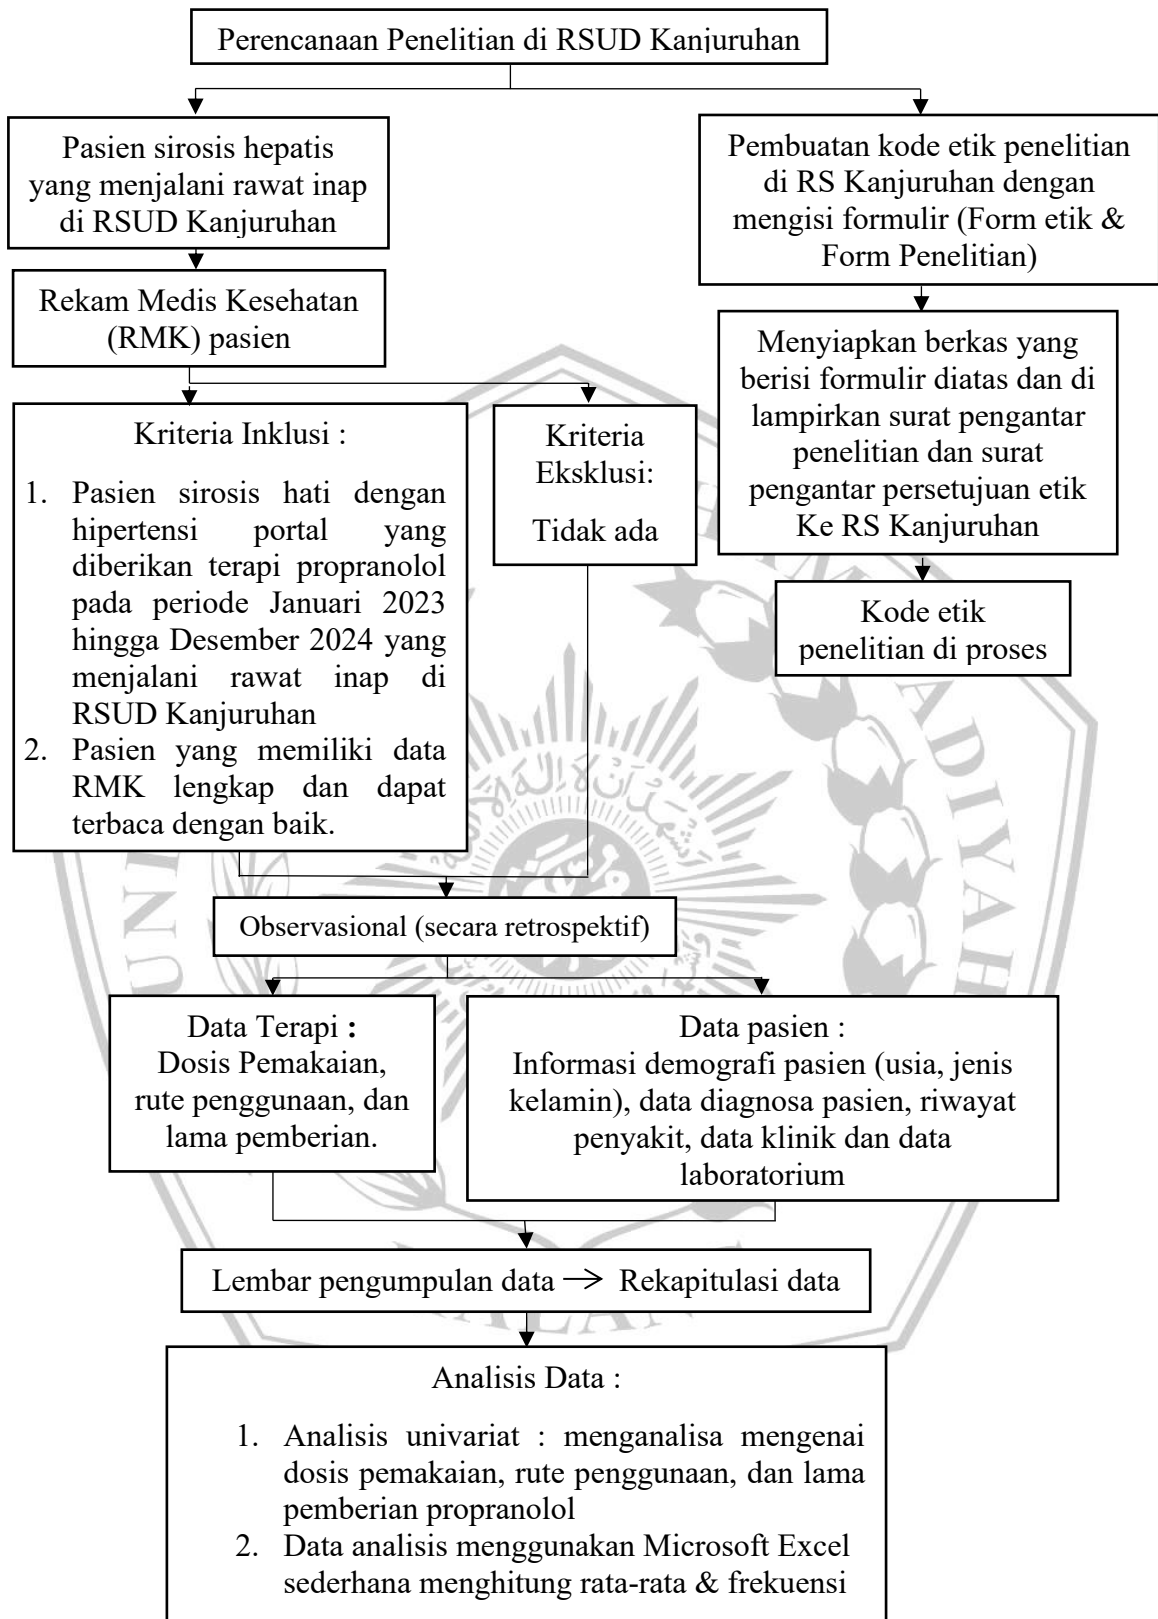 Perencanaan Penelitian di RSUD Kanjuruhan
Pasien sirosis hepatis
yang menjalani rawat inap
di RSUD Kanjuruhan
Pembuatan kode etik penelitian
di RS Kanjuruhan dengan
mengisi formulir (Form etik &
Form Penelitian)
Rekam Medis Kesehatan
(RMK) pasien
Menyiapkan berkas yang
berisi formulir diatas dan di
lampirkan surat pengantar
penelitian dan surat
pengantar persetujuan etik
Ke RS Kanjuruhan
Kriteria Inklusi :
1. Pasien sirosis hati dengan
hipertensi portal yang
diberikan terapi propranolol
pada periode Januari 2023
hingga Desember 2024 yang
menjalani rawat inap di
RSUD Kanjuruhan
2. Pasien yang memiliki data
RMK lengkap dan dapat
terbaca dengan baik.
Kriteria
Eksklusi:
Tidak ada
Kode etik
penelitian di proses
Observasional (secara retrospektif)
Data Terapi :
Dosis Pemakaian,
rute penggunaan, dan
lama pemberian.
Data pasien :
Informasi demografi pasien (usia, jenis
kelamin), data diagnosa pasien, riwayat
penyakit, data klinik dan data
laboratorium
Lembar pengumpulan data → Rekapitulasi data
Analisis Data :
1. Analisis univariat : menganalisa mengenai
dosis pemakaian, rute penggunaan, dan lama
pemberian propranolol
2. Data analisis menggunakan Microsoft Excel
sederhana menghitung rata-rata & frekuensi